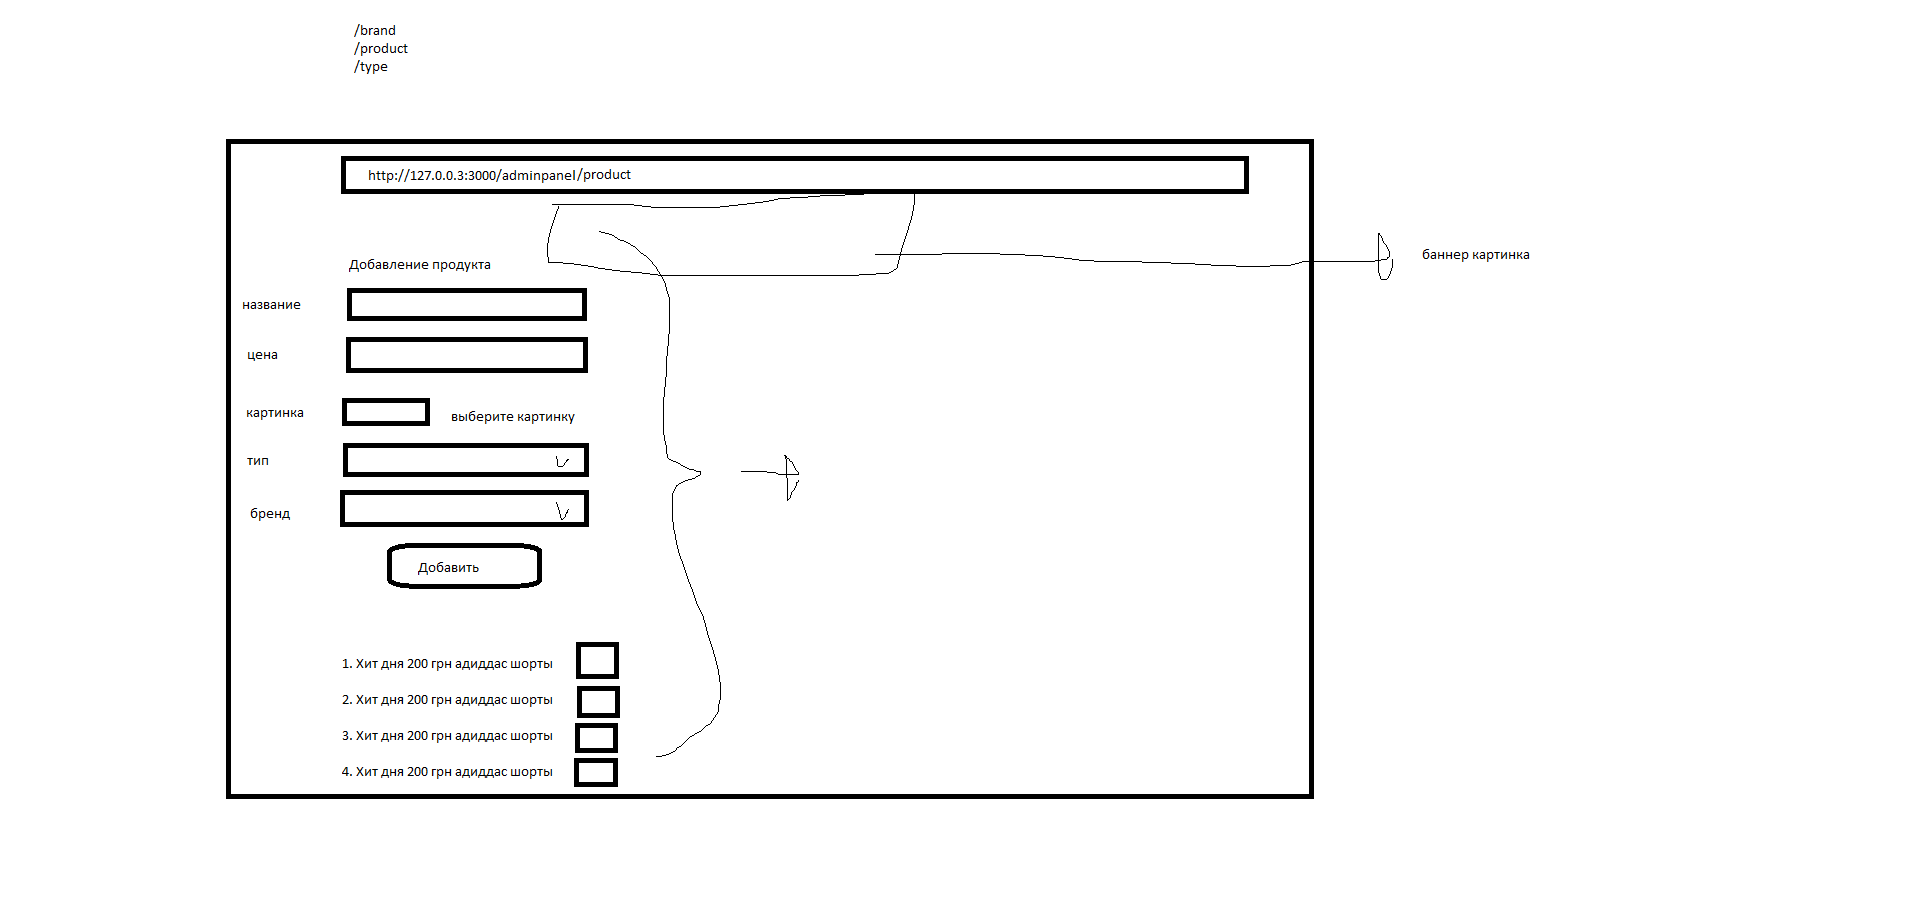 /brand
/product
/type
http://127.0.0.3:3000/adminpanel/product
баннер картинка
Добавление продукта
название
цена
картинка
выберите картинку
тип
бренд
Добавить
1. Хит дня 200 грн адиддас шорты
2. Хит дня 200 грн адиддас шорты
3. Хит дня 200 грн адиддас шорты
4. Хит дня 200 грн адиддас шорты